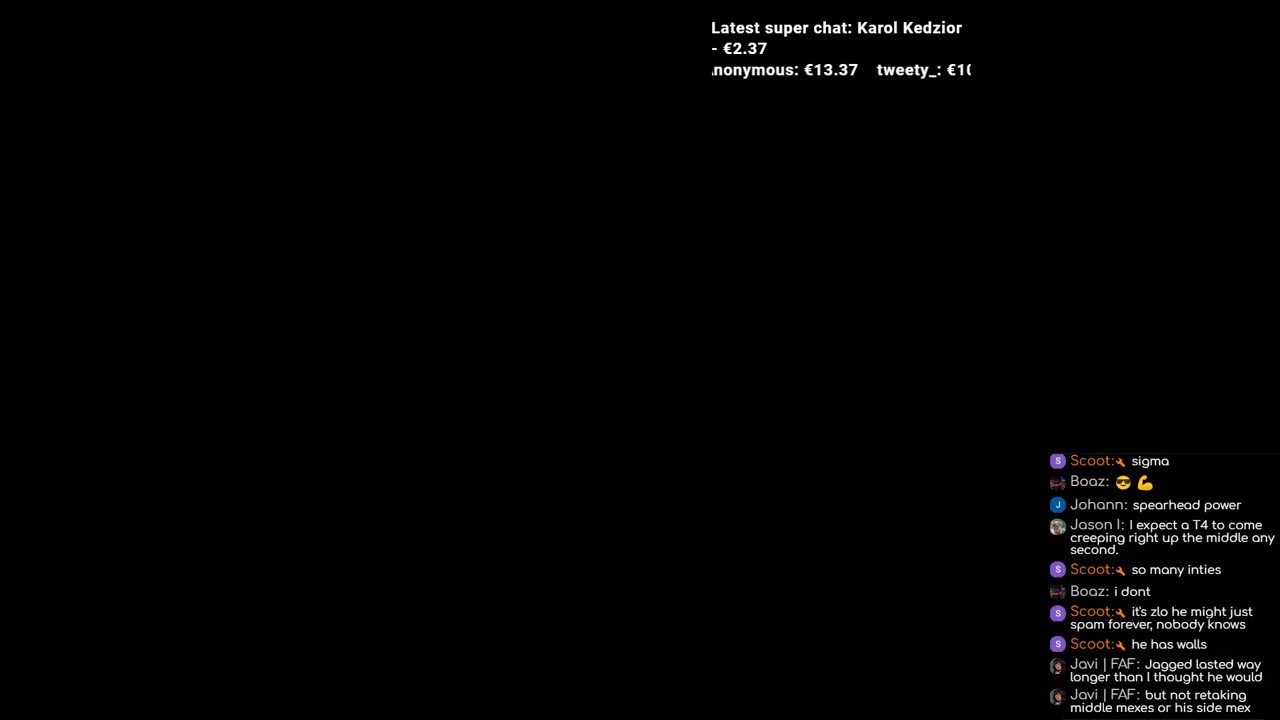 Latest super chat: Karol Kedzior
- €2.37
nonymous: €13.37 tweety_: €10
S Scoot: sigma
Boaz: 😎 💪
J Johann: spearhead power
Jason I: I expect a T4 to come
creeping right up the middle any
second.
S Scoot: so many inties
Boaz: i dont
S Scoot: it's zlo he might just
spam forever, nobody knows
S Scoot: he has walls
Javi | FAF: Jagged lasted way
longer than I thought he would
Javi | FAF: but not retaking
middle mexes or his side mex